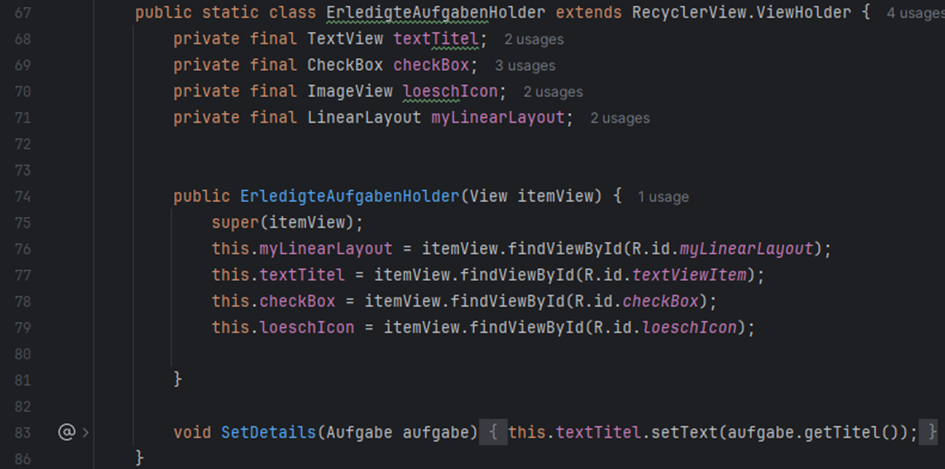 67 public static class ErledigteAufgabenHolder extends RecyclerView.ViewHolder { 4 usages
68 private final TextView textTitel; 2 usages
69 private final CheckBox checkBox; 3 usages
70 private final ImageView loeschIcon; 2 usages
71 private final LinearLayout myLinearLayout; 2 usages
72
73
74 public ErledigteAufgabenHolder(View itemView) { 1 usage
75 super(itemView);
76 this.myLinearLayout = itemView.findViewById(R.id.myLinearLayout);
77 this.textTitel = itemView.findViewById(R.id.textViewItem);
78 this.checkBox = itemView.findViewById(R.id.checkBox);
79 this.loeschIcon = itemView.findViewById(R.id.loeschIcon);
80
81 }
82
83 @ > void SetDetails(Aufgabe aufgabe) { this.textTitel.setText(aufgabe.getTitel()); }
86 }